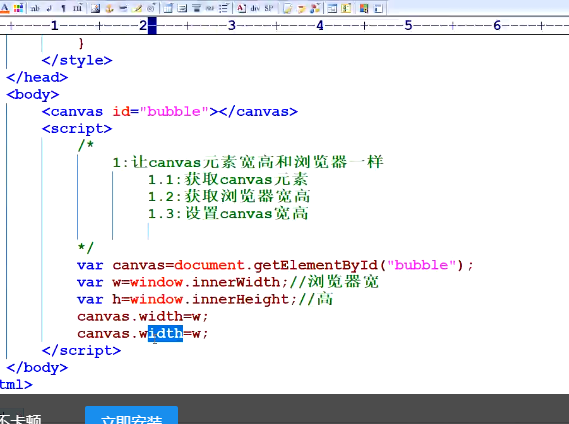 1 2 3 4 5 6
}
</style>
</head>
<body>
<canvas id="bubble"></canvas>
<script>
/*
1:让canvas元素宽高和浏览器一样
1.1:获取canvas元素
1.2:获取浏览器宽高
1.3:设置canvas宽高
*/
var canvas=document.getElementById("bubble");
var w=window.innerWidth;//浏览器宽
var h=window.innerHeight;//高
canvas.width=w;
canvas.width=w;
</script>
</body>
tml>
不卡顿
立即安装